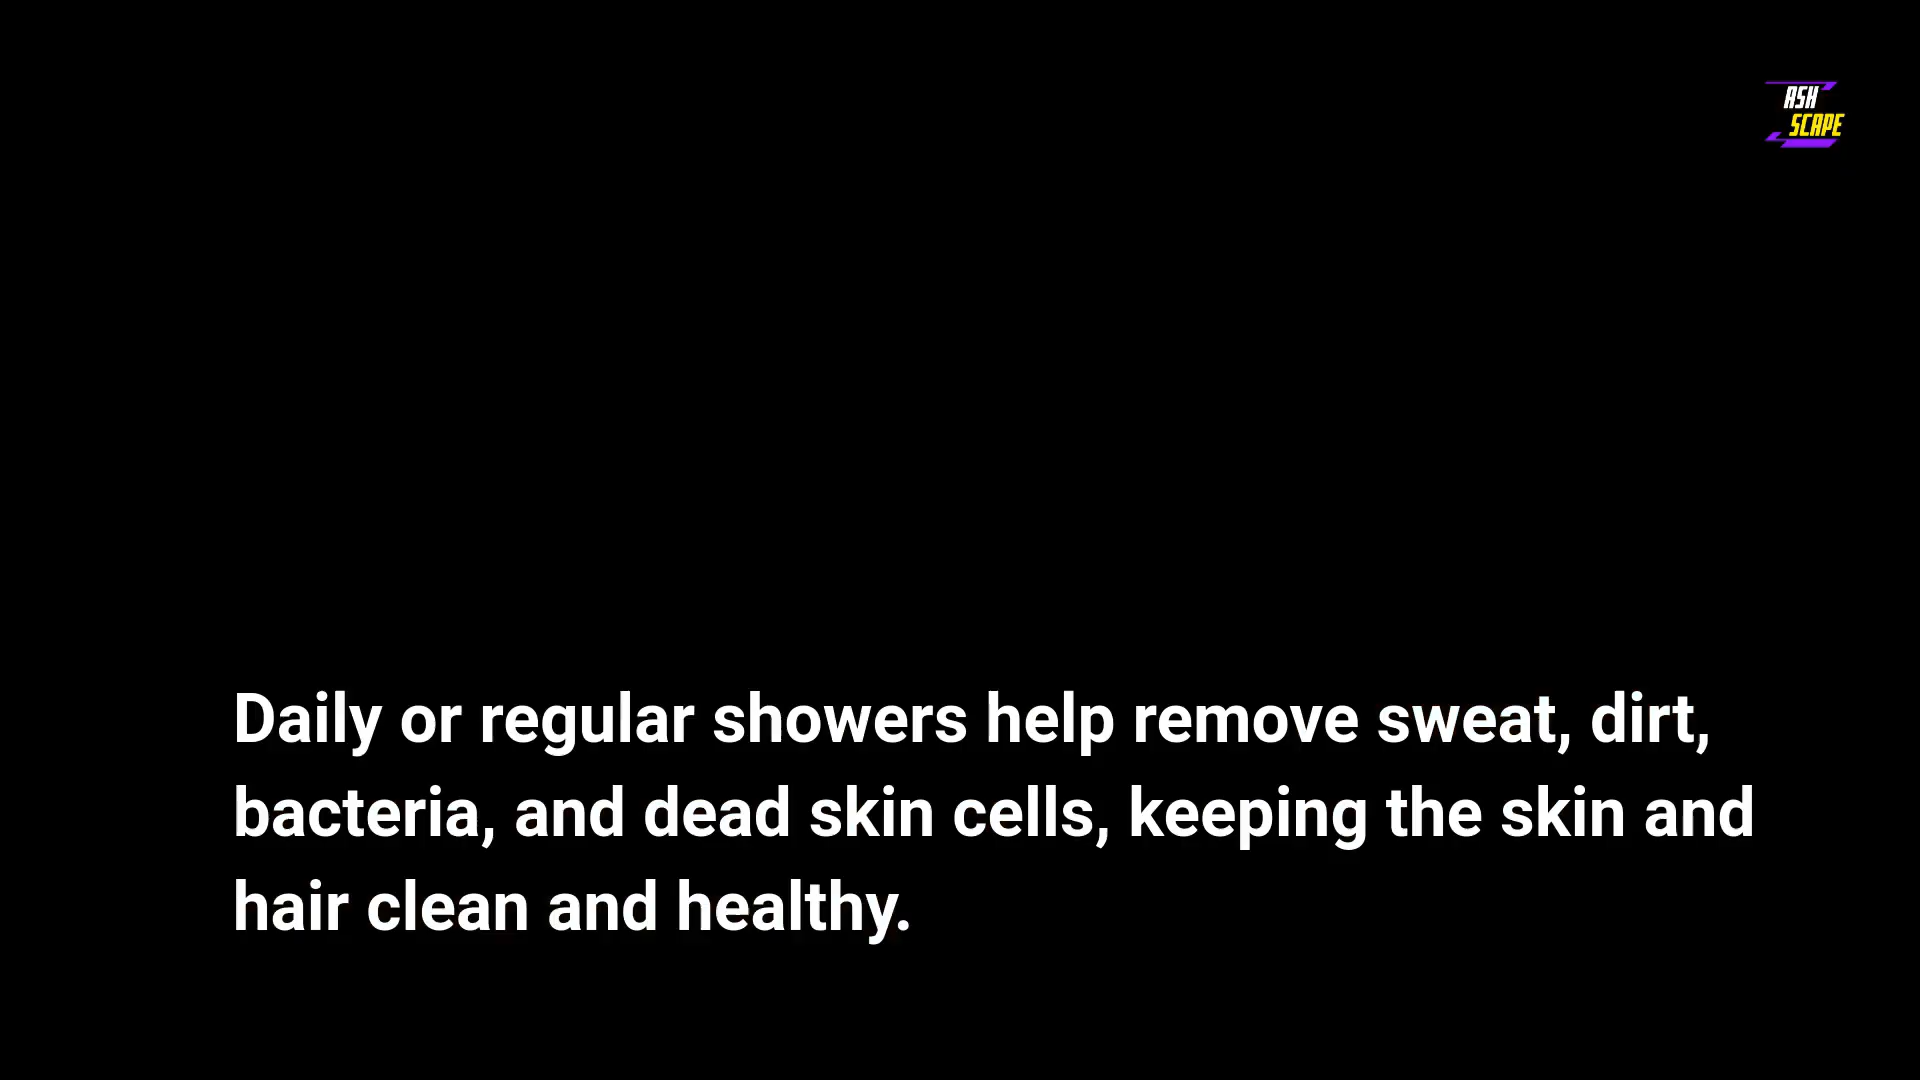 ASH
SCAPE
Daily or regular showers help remove sweat, dirt,
bacteria, and dead skin cells, keeping the skin and
hair clean and healthy.